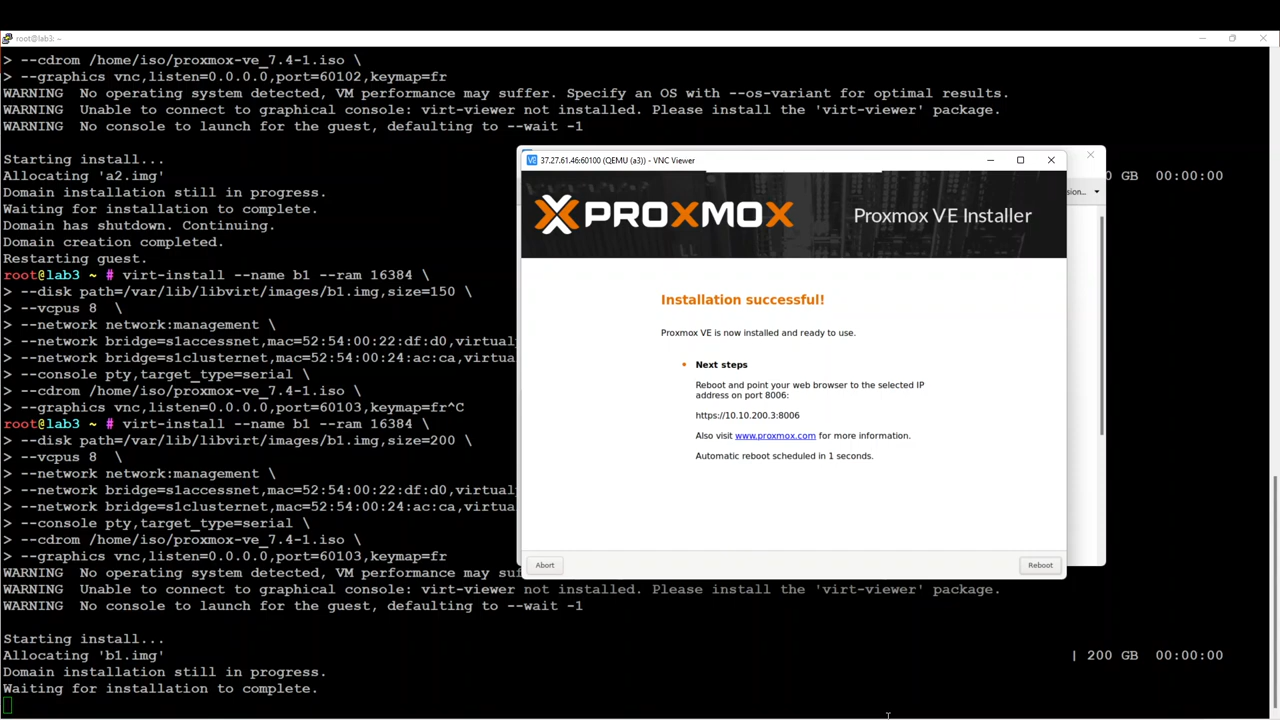 root@lab3: ~
> --cdrom /home/iso/proxmox-ve_7.4-1.iso \
> --graphics vnc,listen=0.0.0.0,port=60102,keymap=fr
WARNING  No operating system detected, VM performance may suffer. Specify an OS with --os-variant for optimal results.
WARNING  Unable to connect to graphical console: virt-viewer not installed. Please install the 'virt-viewer' package.
WARNING  No console to launch for the guest, defaulting to --wait -1
Starting install...
Allocating 'a2.img'
0 GB  00:00:00
Domain installation still in progress.
Waiting for installation to complete.
Domain has shutdown. Continuing.
Domain creation completed.
Restarting guest.
root@lab3 ~ # virt-install --name b1 --ram 16384 \
> --disk path=/var/lib/libvirt/images/b1.img,size=150 \
> --vcpus 8  \
> --network network:management \
> --network bridge=s1accessnet,mac=52:54:00:22:df:d0,virtual
> --network bridge=s1clusternet,mac=52:54:00:24:ac:ca,virtua
> --console pty,target_type=serial \
> --cdrom /home/iso/proxmox-ve_7.4-1.iso \
> --graphics vnc,listen=0.0.0.0,port=60103,keymap=fr^C
root@lab3 ~ # virt-install --name b1 --ram 16384 \
> --disk path=/var/lib/libvirt/images/b1.img,size=200 \
> --vcpus 8  \
> --network network:management \
> --network bridge=s1accessnet,mac=52:54:00:22:df:d0,virtual
> --network bridge=s1clusternet,mac=52:54:00:24:ac:ca,virtua
> --console pty,target_type=serial \
> --cdrom /home/iso/proxmox-ve_7.4-1.iso \
> --graphics vnc,listen=0.0.0.0,port=60103,keymap=fr
WARNING  No operating system detected, VM performance may suf
WARNING  Unable to connect to graphical console: virt-viewer not installed. Please install the 'virt-viewer' package.
WARNING  No console to launch for the guest, defaulting to --wait -1
Starting install...
Allocating 'b1.img' | 200 GB  00:00:00
Domain installation still in progress.
Waiting for installation to complete.
sion...
37.27.61.46:60100 (QEMU (a3)) - VNC Viewer
PROXMOX
Proxmox VE Installer
Installation successful!
Proxmox VE is now installed and ready to use.
Next steps
Reboot and point your web browser to the selected IP
address on port 8006:
https://10.10.200.3:8006
Also visit www.proxmox.com for more information.
Automatic reboot scheduled in 1 seconds.
Abort
Reboot